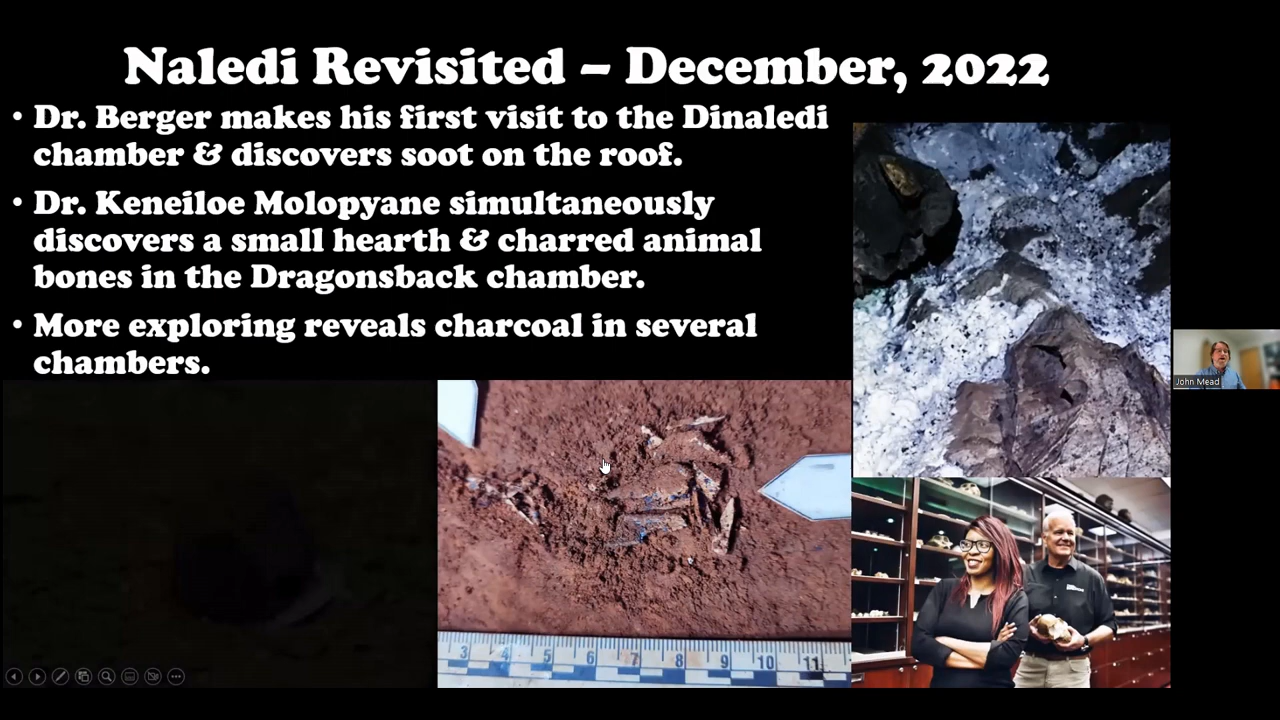 Naledi Revisited – December, 2022
• Dr. Berger makes his first visit to the Dinaledi
chamber & discovers soot on the roof.
• Dr. Keneiloe Molopyane simultaneously
discovers a small hearth & charred animal
bones in the Dragonsback chamber.
• More exploring reveals charcoal in several
chambers.
John Mead
3 4 5 6 7 8 9 10 11